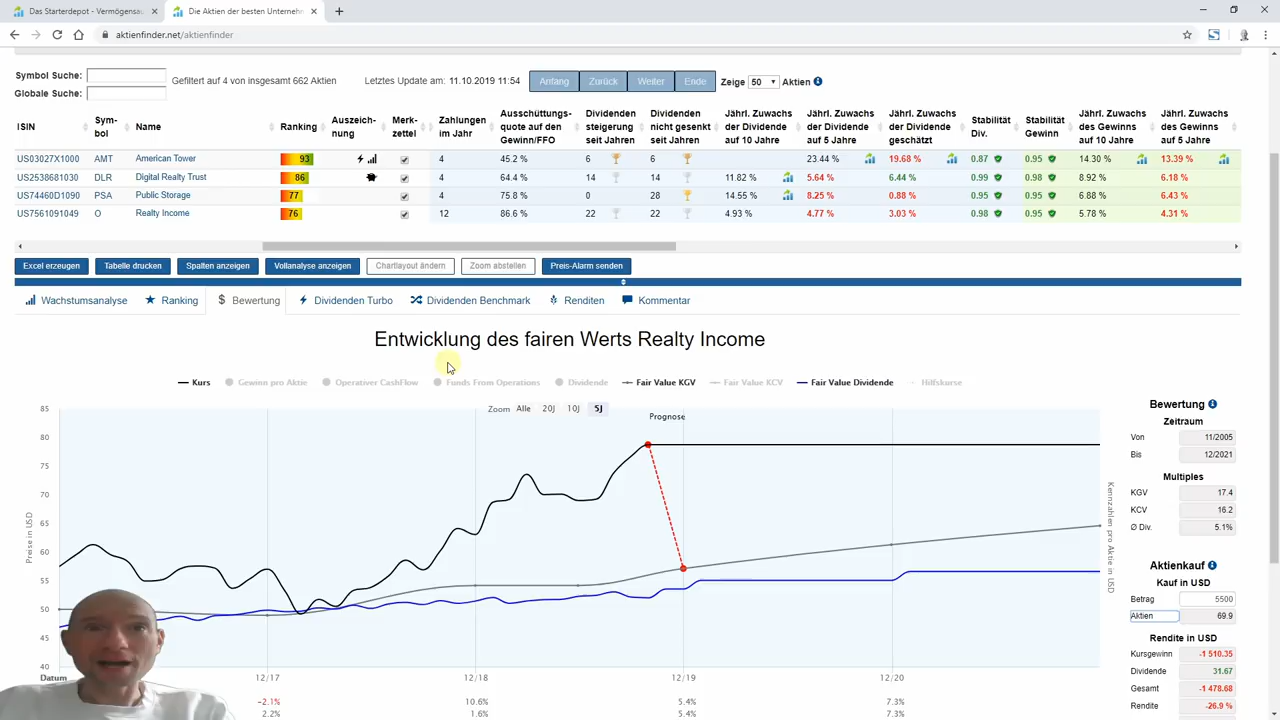 Das Starterdepot - Vermögensau
Die Aktien der besten Unternehm
aktienfinder.net/aktienfinder
Symbol Suche:
Globale Suche:
Gefiltert auf 4 von insgesamt 662 Aktien
Letztes Update am: 11.10.2019 11:54
Anfang Zurück Weiter Ende
Zeige 50 Aktien
ISIN Sym-bol Name Ranking Auszeich-nung Merk-zettel Zahlungen im Jahr Ausschüttungs-quote auf den Gewinn/FFO Dividenden steigerung seit Jahren Dividenden nicht gesenkt seit Jahren Jährl. Zuwachs der Dividende auf 10 Jahre Jährl. Zuwachs der Dividende auf 5 Jahre Jährl. Zuwachs der Dividende geschätzt Stabilität Div. Stabilität Gewinn Jährl. Zuwachs des Gewinns auf 10 Jahre Jährl. Zuwachs des Gewinns auf 5 Jahre
US03027X1000 AMT American Tower 93 4 45.2 % 6 6 23.44 % 19.68 % 0.87 0.95 14.30 % 13.39 %
US2538681030 DLR Digital Realty Trust 86 4 64.4 % 14 14 11.82 % 5.64 % 6.44 % 0.99 0.98 8.92 % 6.18 %
US74460D1090 PSA Public Storage 77 4 75.8 % 0 28 14.55 % 8.25 % 0.88 % 0.95 0.95 6.88 % 6.43 %
US7561091049 O Realty Income 76 12 86.6 % 22 22 4.93 % 4.77 % 3.03 % 0.98 0.95 5.78 % 4.31 %
Excel erzeugen Tabelle drucken Spalten anzeigen Vollanalyse anzeigen Chartlayout ändern Zoom abstellen Preis-Alarm senden
Wachstumsanalyse Ranking Bewertung Dividenden Turbo Dividenden Benchmark Renditen Kommentar
Entwicklung des fairen Werts Realty Income
Kurs Gewinn pro Aktie Operativer CashFlow Funds From Operations Dividende Fair Value KGV Fair Value KCV Fair Value Dividende Hilfskurse
Zoom Alle 20J 10J 5J
Prognose
85
80
75
70
65
60
55
50
45
40
Preise in USD
Kennzahlen pro Aktie in USD
Datum 12/17 12/18 12/19 12/20
-2.1% 10.6% 5.4% 7.3%
2.2% 1.6% 5.4% 7.3%
Bewertung
Zeitraum
Von 11/2005
Bis 12/2021
Multiples
KGV 17.4
KCV 16.2
Ø Div. 5.1%
Aktienkauf
Kauf in USD
Betrag 5500
Aktien 69.9
Rendite in USD
Kursgewinn -1 510.35
Dividende 31.67
Gesamt -1 478.68
Rendite -26.9 %